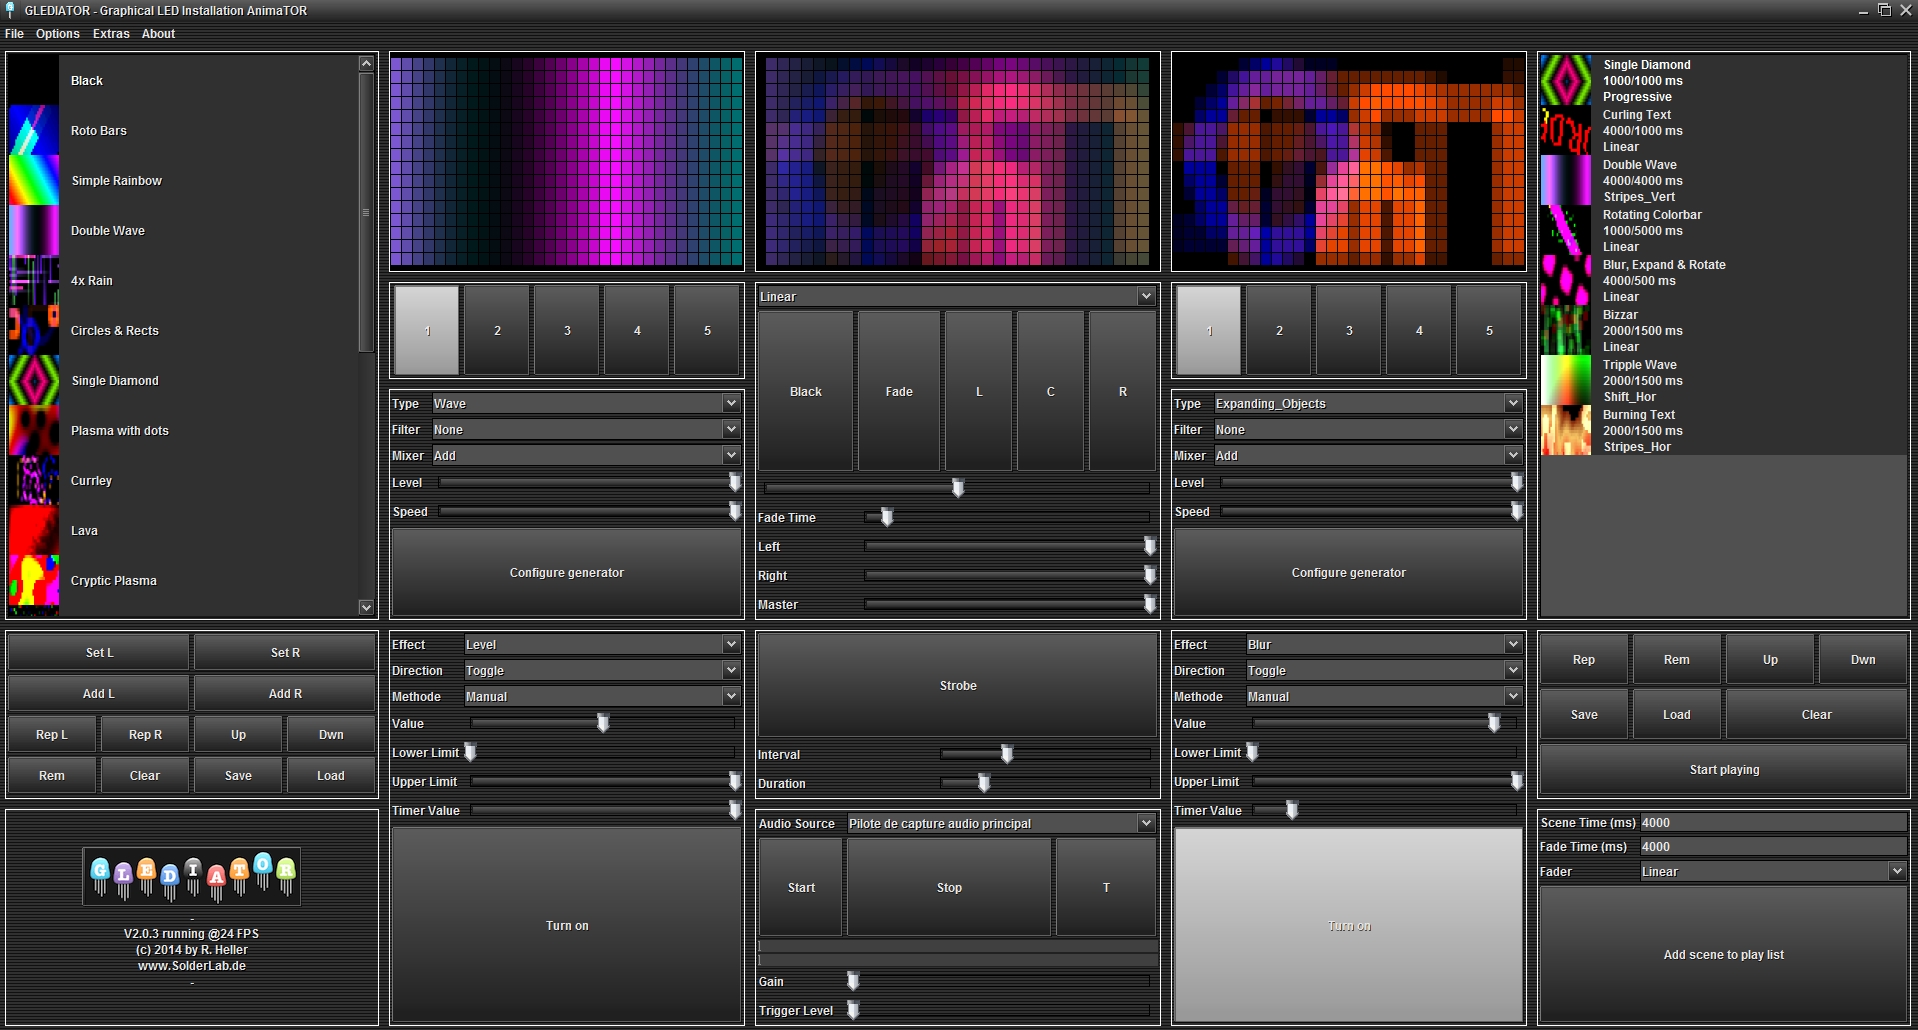 GLEDIATOR - Graphical LED Installation AnimaTOR
File Options Extras About
Black
Roto Bars
Simple Rainbow
Double Wave
4x Rain
Circles & Rects
Single Diamond
Plasma with dots
Currley
Lava
Cryptic Plasma
Set L Set R
Add L Add R
Rep L Rep R Up Dwn
Rem Clear Save Load
GLEDIATOR
-
V2.0.3 running @24 FPS
(c) 2014 by R. Heller
www.SolderLab.de
-
1 2 3 4 5
Type Wave
Filter None
Mixer Add
Level
Speed
Configure generator
Effect Level
Direction Toggle
Methode Manual
Value
Lower Limit
Upper Limit
Timer Value
Turn on
Linear
Black Fade L C R
Fade Time
Left
Right
Master
Strobe
Interval
Duration
Audio Source Pilote de capture audio principal
Start Stop T
Gain
Trigger Level
1 2 3 4 5
Type Expanding_Objects
Filter None
Mixer Add
Level
Speed
Configure generator
Effect Blur
Direction Toggle
Methode Manual
Value
Lower Limit
Upper Limit
Timer Value
Turn on
Single Diamond
1000/1000 ms
Progressive
Curling Text
4000/1000 ms
Linear
Double Wave
4000/4000 ms
Stripes_Vert
Rotating Colorbar
1000/5000 ms
Linear
Blur, Expand & Rotate
4000/500 ms
Linear
Bizzar
2000/1500 ms
Linear
Tripple Wave
2000/1500 ms
Shift_Hor
Burning Text
2000/1500 ms
Stripes_Hor
Rep Rem Up Dwn
Save Load Clear
Start playing
Scene Time (ms) 4000
Fade Time (ms) 4000
Fader Linear
Add scene to play list